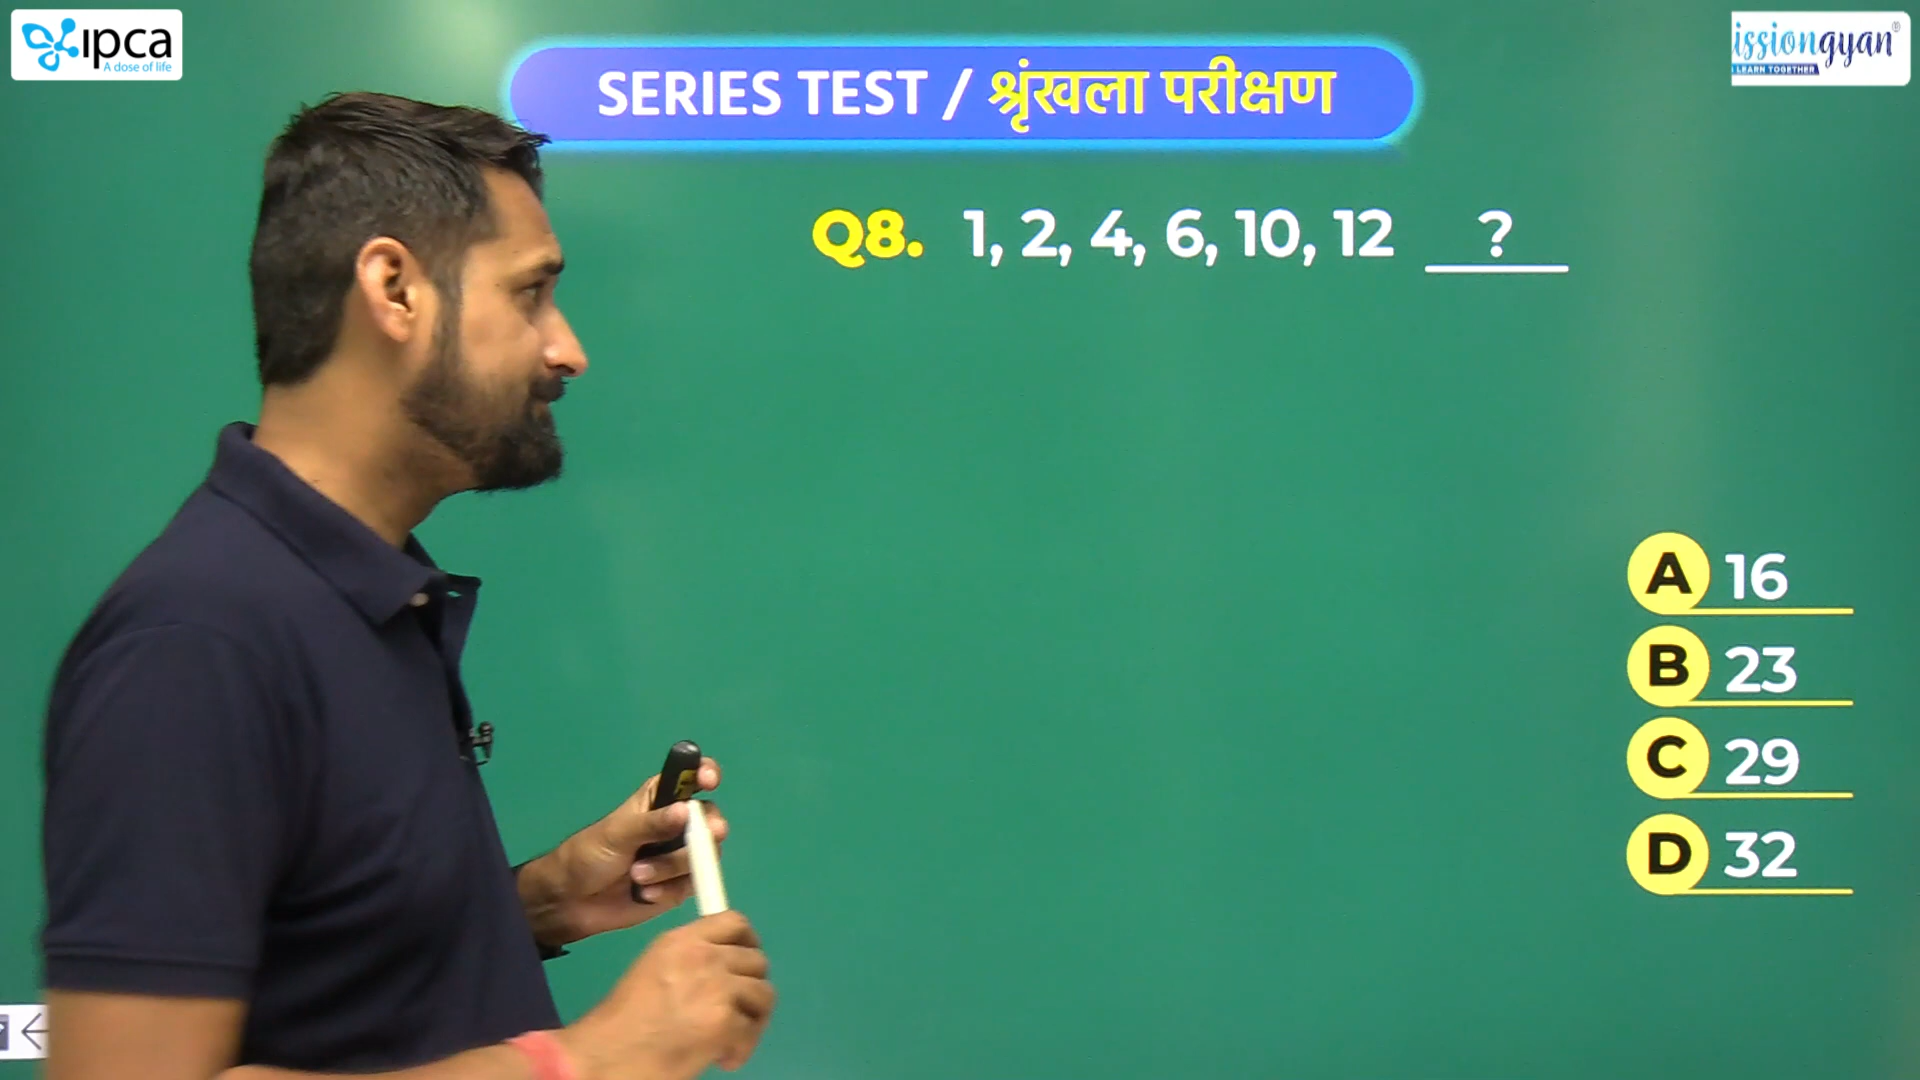 ipca
A dose of life
issiongyan®
LEARN TOGETHER
SERIES TEST / श्रृंखला परीक्षण
Q8. 1, 2, 4, 6, 10, 12 ?
A 16
B 23
C 29
D 32